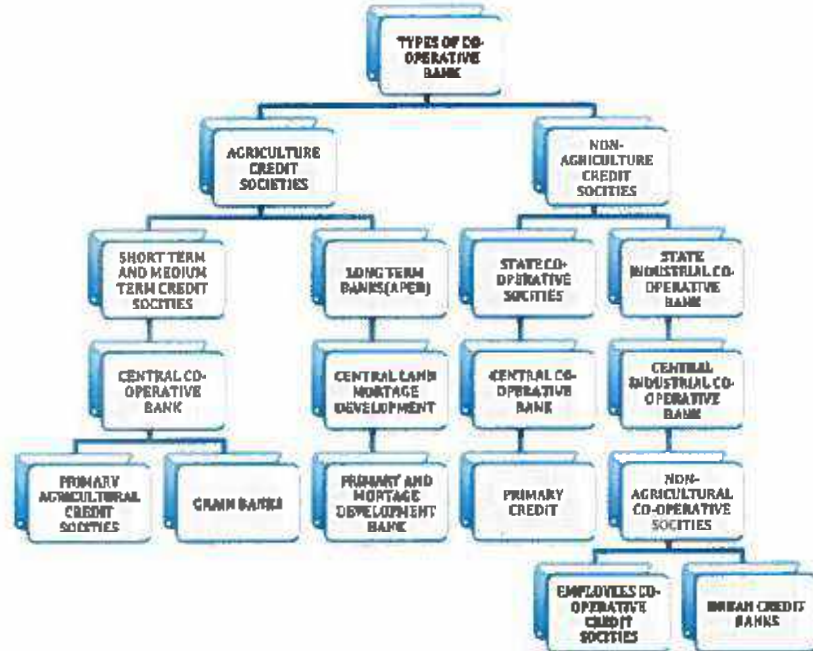 TYPES OF CO-
OPERATIVE
BANK
AGRICULTURE
CREDIT
SOCIETIES
NON-
AGRICULTURE
CREDIT
SOCITIES
SHORT TERM
AND MEDIUM
TERM CREDIT
SOCITIES
LONG TERM
BANKS(APEB)
STATE CO-
OPERATIVE
SOCITIES
STATE
INDUSTRIAL CO-
OPERATIVE
BANK
CENTRAL CO-
OPERATIVE
BANK
CENTRAL LAND
MORTAGE
DEVELOPMENT
CENTRAL CO-
OPERATIVE
BANK
CENTRAL
INDUSTRIAL CO-
OPERATIVE
BANK
PRIMARY
AGRICULTURAL
CREDIT
SOCITIES
GRAIN BANKS
PRIMARY AND
MORTAGE
DEVELOPMENT
BANK
PRIMARY
CREDIT
NON-
AGRICULTURAL
CO-OPERATIVE
SOCITIES
EMPLOYEES CO-
OPERATIVE
CREDIT
SOCITIES
URBAN CREDIT
BANKS